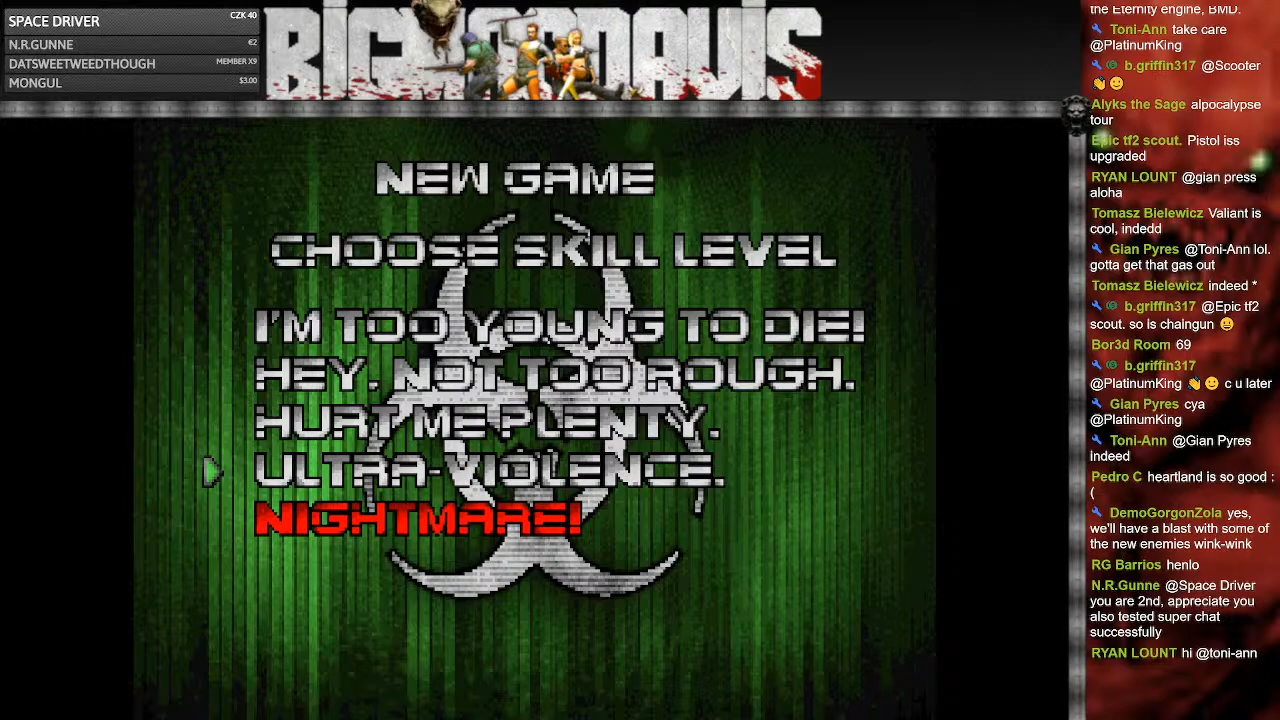 SPACE DRIVER CZK 40
N.R.GUNNE €2
DATSWEETWEEDTHOUGH MEMBER X9
MONGUL $3.00
NEW GAME
CHOOSE SKILL LEVEL
I'M TOO YOUNG TO DIE!
HEY, NOT TOO ROUGH.
HURT ME PLENTY.
ULTRA-VIOLENCE.
NIGHTMARE!
the Eternity engine, BMD.
Toni-Ann take care
@PlatinumKing
b.griffin317 @Scooter
Alyks the Sage alpocalypse
tour
Epic tf2 scout. Pistol iss
upgraded
RYAN LOUNT @gian press
aloha
Tomasz Bielewicz Valiant is
cool, indedd
Gian Pyres @Toni-Ann lol.
gotta get that gas out
Tomasz Bielewicz indeed *
b.griffin317 @Epic tf2
scout. so Is chaIngun
Bor3d Room 69
b.griffin317
@PlatinumKing c u later
Gian Pyres cya
@PlatinumKing
Toni-Ann @Gian Pyres
Indeed
Pedro C heartland is so good :
(
DemoGorgonZola yes,
we'll have a blast with some of
the new enemies within
RG Barrios hello
N.R.Gunne @Space Driver
you are 2nd, appreciate you
also tested super chat
successfully
RYAN LOUNT hi @toni-ann